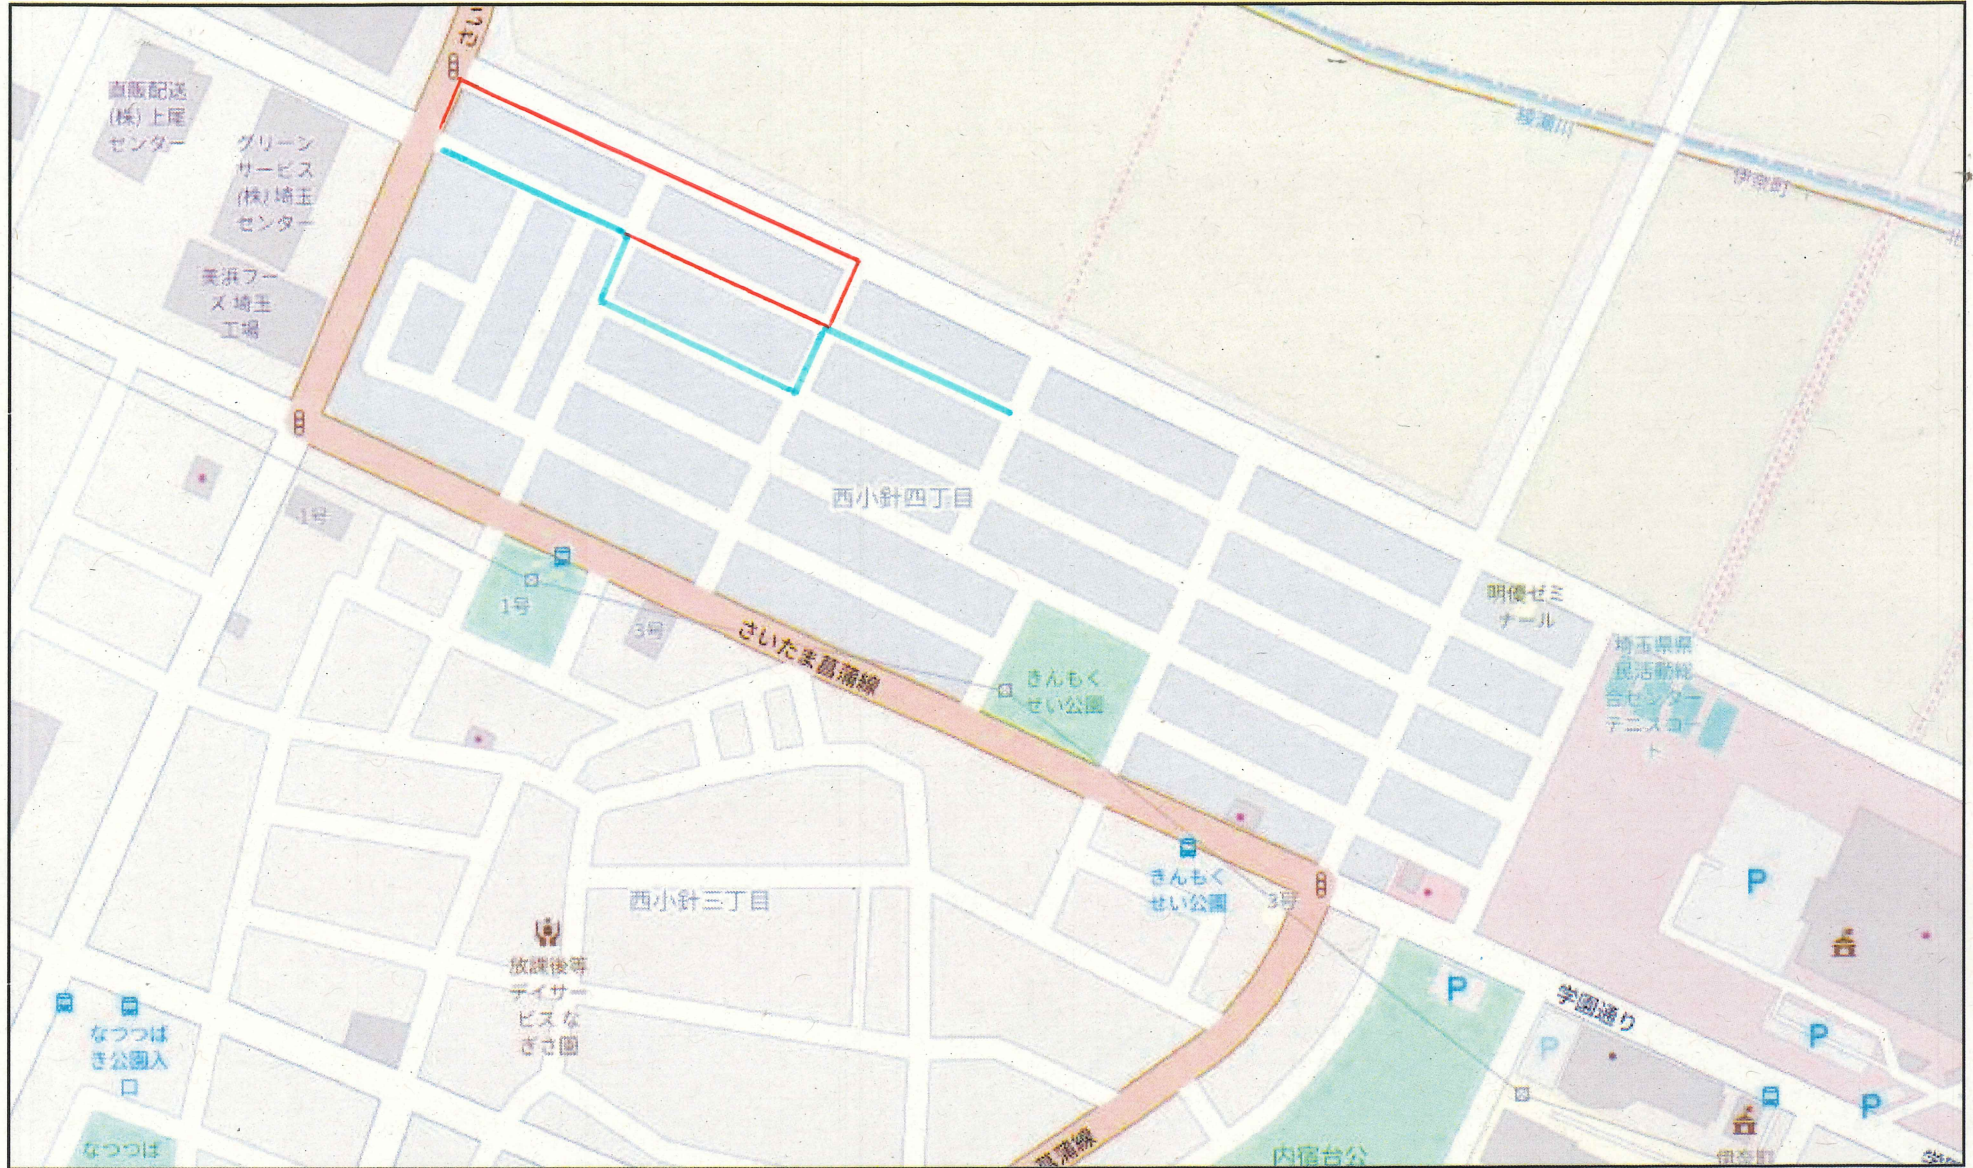 いせ
直販配送
(株)上尾
センター
グリーン
サービス
(株)埼玉
センター
綾瀬川
伊奈町
美浜フー
ズ 埼玉
工場
西小針四丁目
1号
1号
3号
明優ゼミ
ナール
さいたま菖蒲線
埼玉県県
民活動総
合センター
テニスコー
ト
きんもく
せい公園
きんもく
せい公園
3号
西小針三丁目
P
放課後等
デイサー
ビス な
ぎさ園
P
学園通り
なつつば
き公園入
口
P
P
P
なつつば
菖蒲線
内宿台公
伊奈町